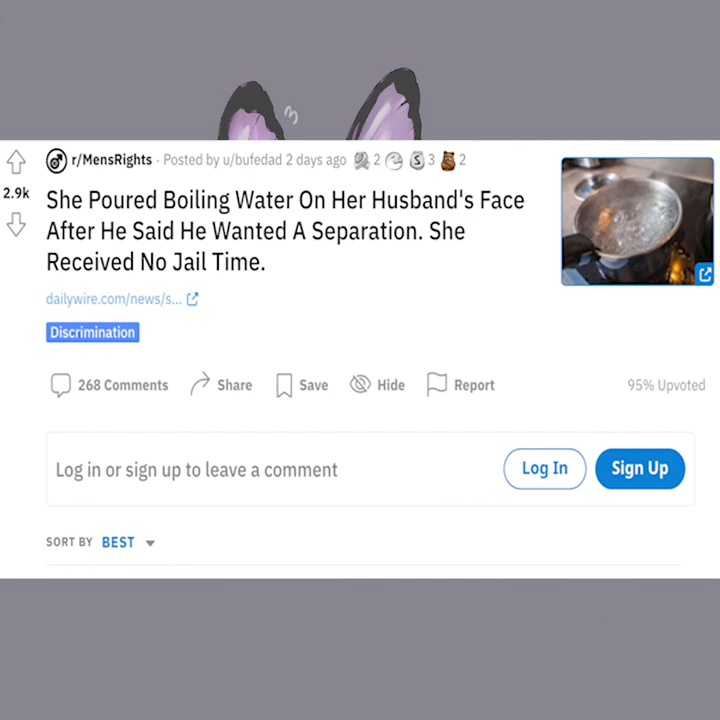 r/MensRights · Posted by u/bufedad 2 days ago 2 S 3 2
2.9k
She Poured Boiling Water On Her Husband's Face
After He Said He Wanted A Separation. She
Received No Jail Time.
dailywire.com/news/s...
Discrimination
268 Comments Share Save Hide Report 95% Upvoted
Log in or sign up to leave a comment Log In Sign Up
SORT BY BEST